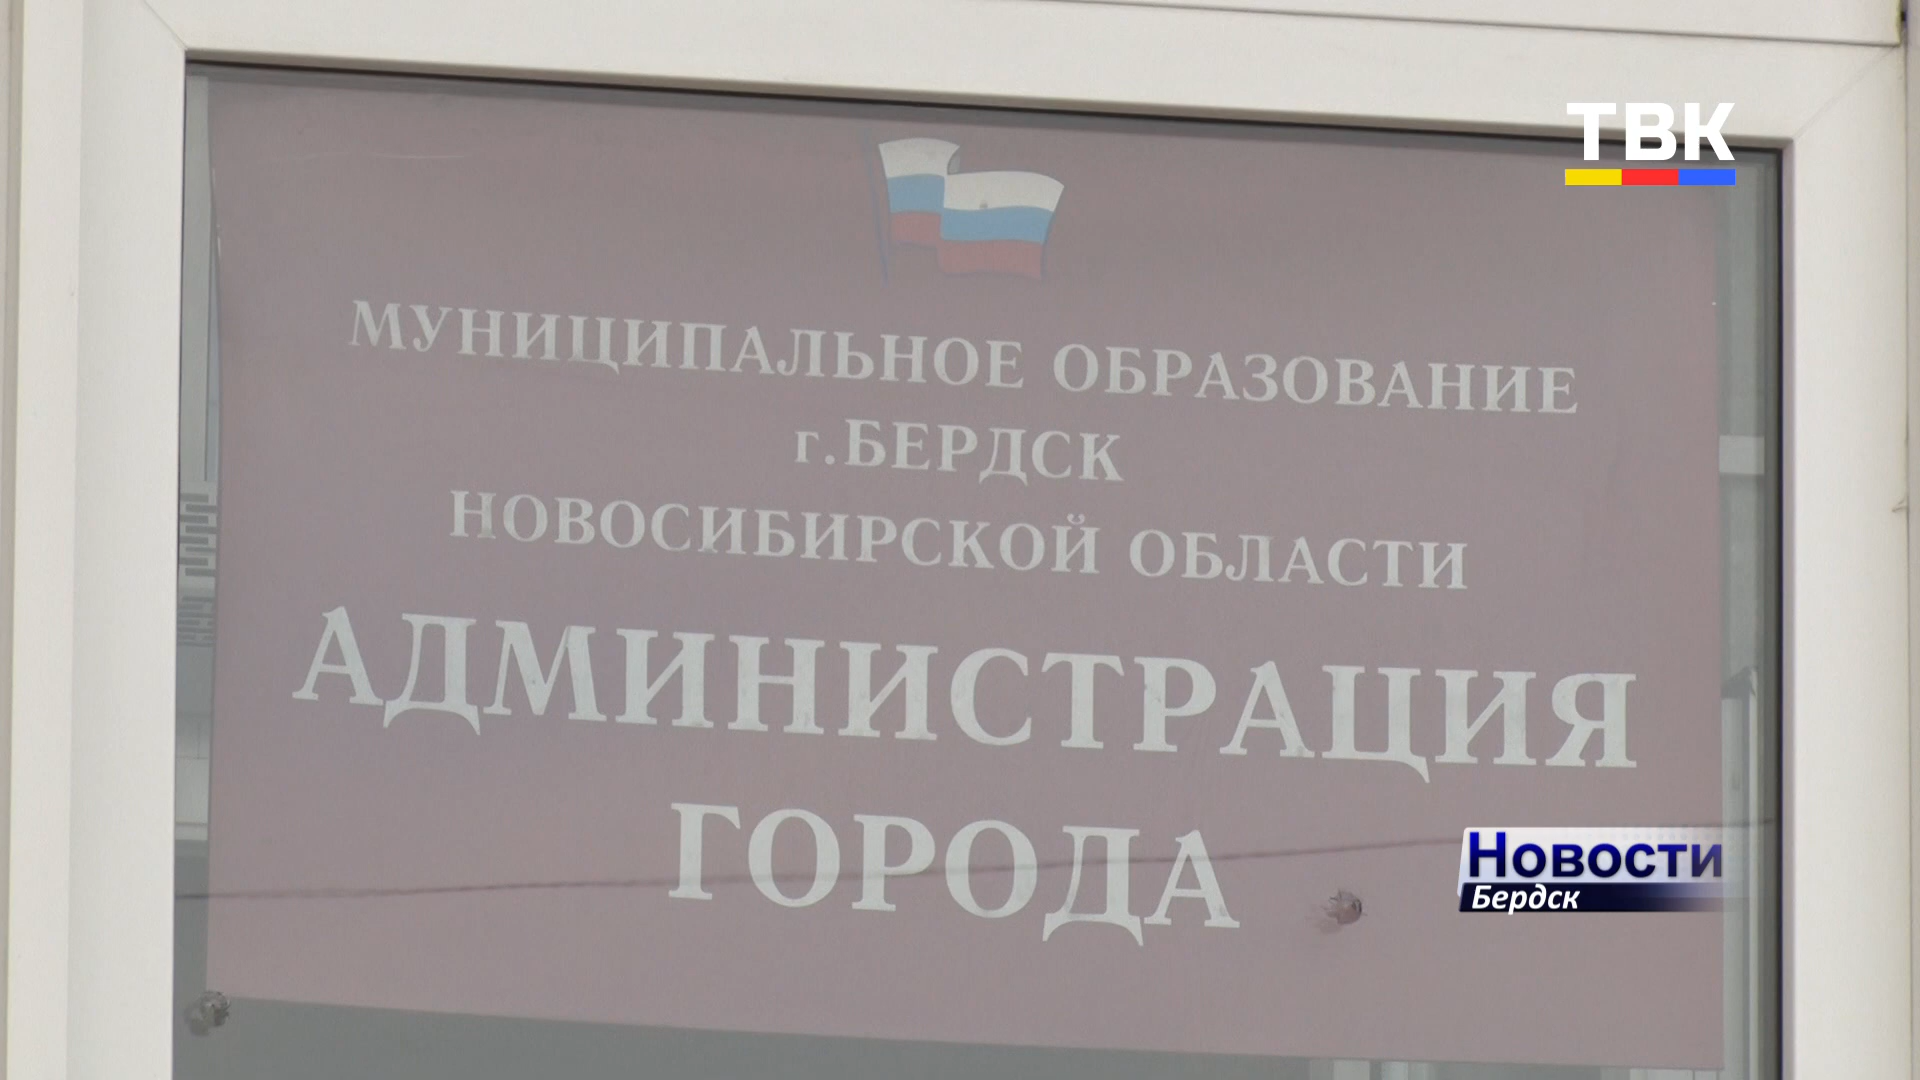 ТВК
МУНИЦИПАЛЬНОЕ ОБРАЗОВАНИЕ
г.БЕРДСК
НОВОСИБИРСКОЙ ОБЛАСТИ
АДМИНИСТРАЦИЯ
ГОРОДА
Новости
Бердск